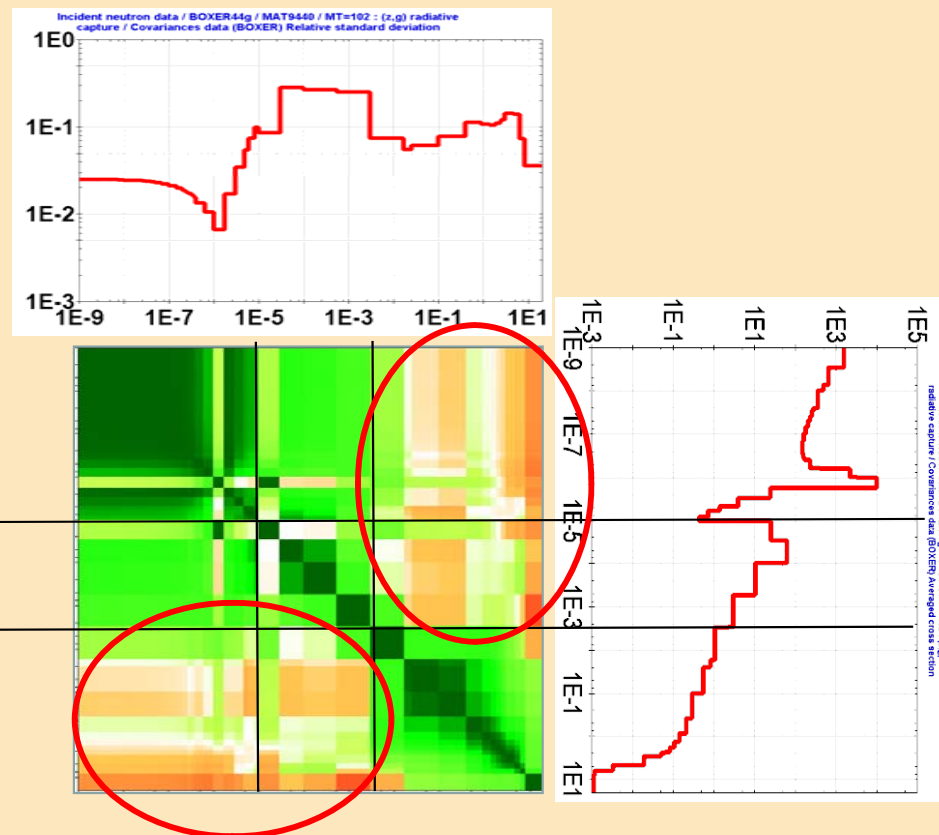 Incident neutron data / BOXER44g / MAT9440 / MT=102 : (z,g) radiative
capture / Covariances data (BOXER) Relative standard deviation
1E0
1E-1
1E-2
1E-3
1E-9 1E-7 1E-5 1E-3 1E-1 1E1
1E-3 1E-1 1E 1E3 1E5
1E-9
1E-7
1E-5
1E-3
1E-1
1E1
radiative capture / Covariances data (BOXER) Averaged cross section